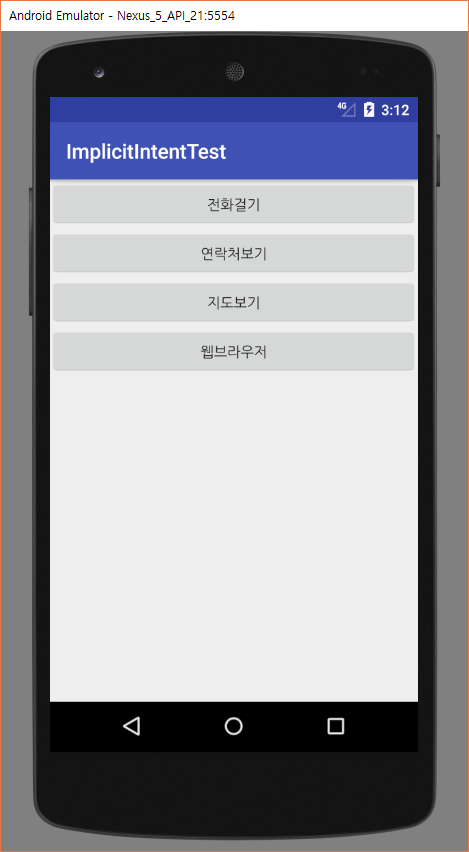 Android Emulator - Nexus_5_API_21:5554
4G 3:12
ImplicitIntentTest
전화걸기
연락처보기
지도보기
웹브라우저